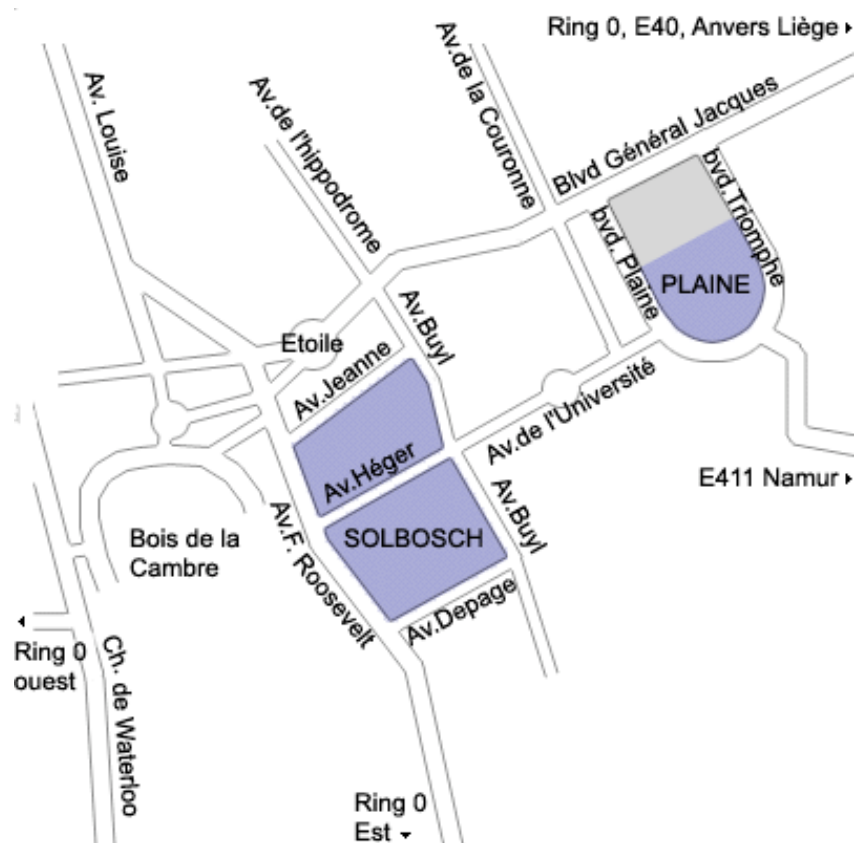 Ring 0, E40, Anvers Liège
Av. Louise
Av.de l'hippodrome
Av.de la Couronne
Blvd Général Jacques
bvd.Triomphe
bvd. Plaine
PLAINE
Etoile
Av.Buyl
Av.Jeanne
Av.de l'Université
Av.Héger
E411 Namur
Av.Buyl
SOLBOSCH
Bois de la
Cambre
Av.F. Roosevelt
Av.Depage
Ring 0
ouest
Ch. de Waterloo
Ring 0
Est